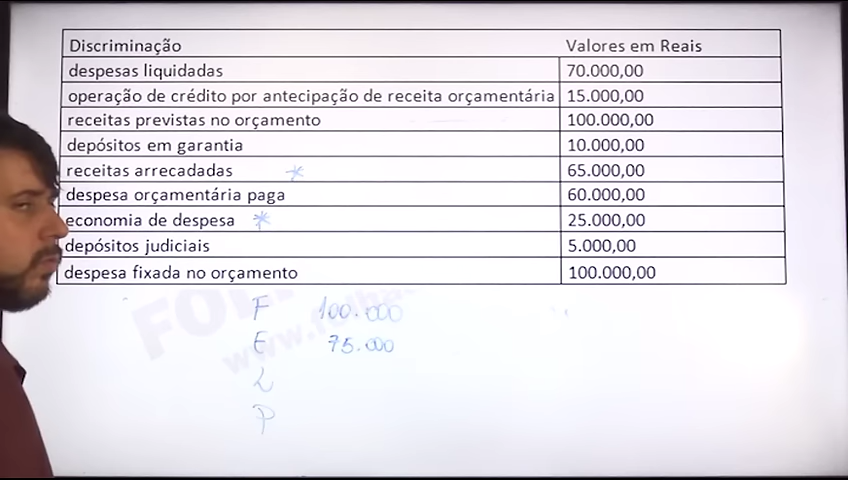 Discriminação Valores em Reais
despesas liquidadas 70.000,00
operação de crédito por antecipação de receita orçamentária 15.000,00
receitas previstas no orçamento 100.000,00
depósitos em garantia 10.000,00
receitas arrecadadas * 65.000,00
despesa orçamentária paga 60.000,00
economia de despesa * 25.000,00
depósitos judiciais 5.000,00
despesa fixada no orçamento 100.000,00
F 100.000
E 75.000
L
P